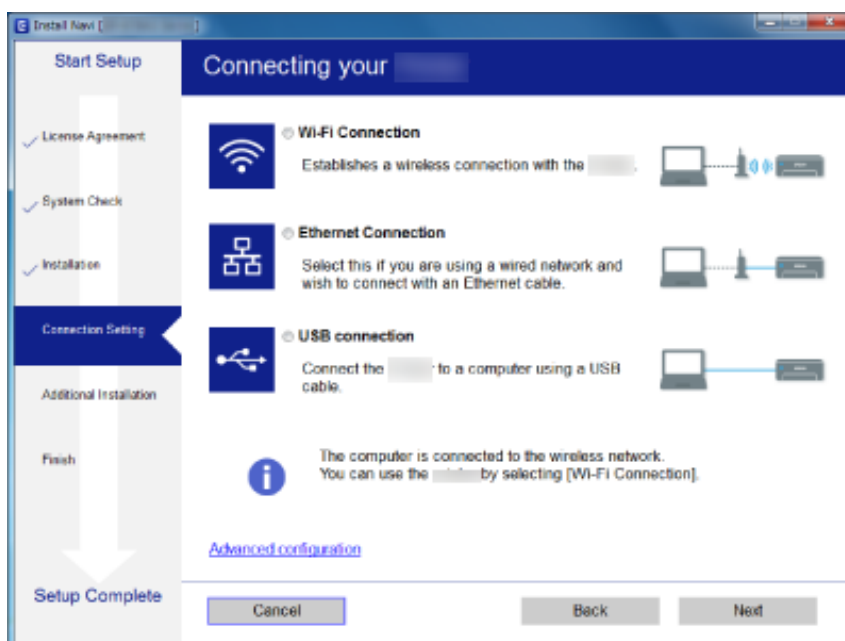 Install Navi [
]
Start Setup
Connecting your
License Agreement
System Check
Installation
Connection Setting
Additional Installation
Finish
Setup Complete
Wi-Fi Connection
Establishes a wireless connection with the
.
Ethernet Connection
Select this if you are using a wired network and
wish to connect with an Ethernet cable.
USB connection
Connect the to a computer using a USB
cable.
The computer is connected to the wireless network.
You can use the by selecting [Wi-Fi Connection].
Advanced configuration
Cancel
Back
Next